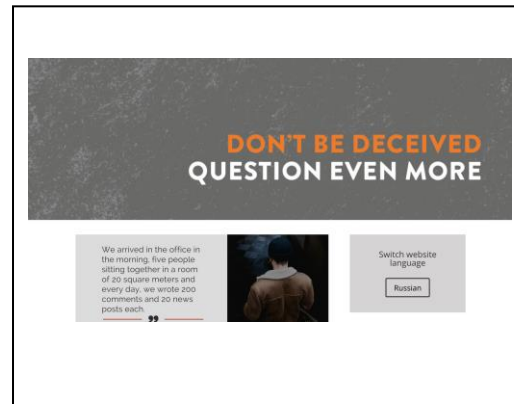 DON'T BE DECEIVED
QUESTION EVEN MORE
We arrived in the office in
the morning, five people
sitting together in a room
of 20 square meters and
every day, we wrote 200
comments and 20 news
posts each.
Switch website
language
Russian